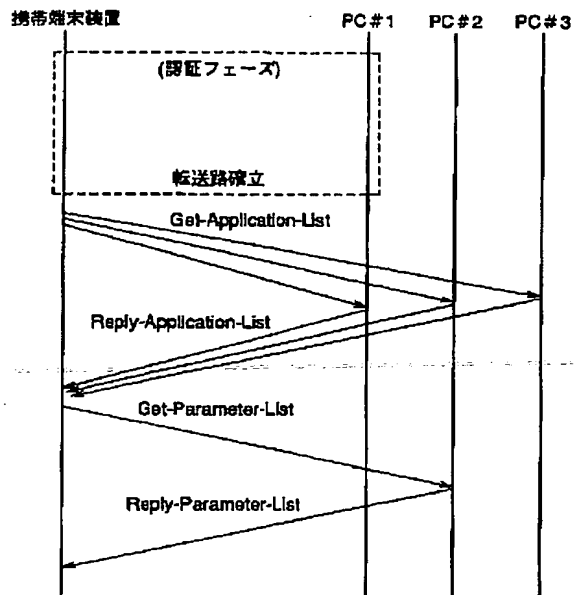 携帯端末装置 PC#1 PC#2 PC#3
(認証フェーズ)
転送路確立
Get-Application-List
Reply-Application-List
Get-Parameter-List
Reply-Parameter-List